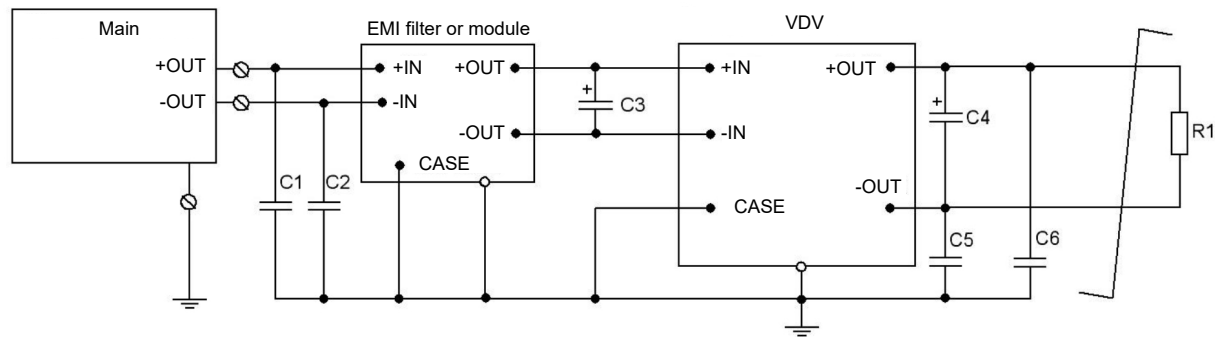 Main
EMI filter or module
VDV
+OUT
+IN
+OUT
+IN
+OUT
-OUT
-IN
C3
C4
R1
-OUT
-IN
CASE
C1
C2
-OUT
CASE
C5
C6
+
+